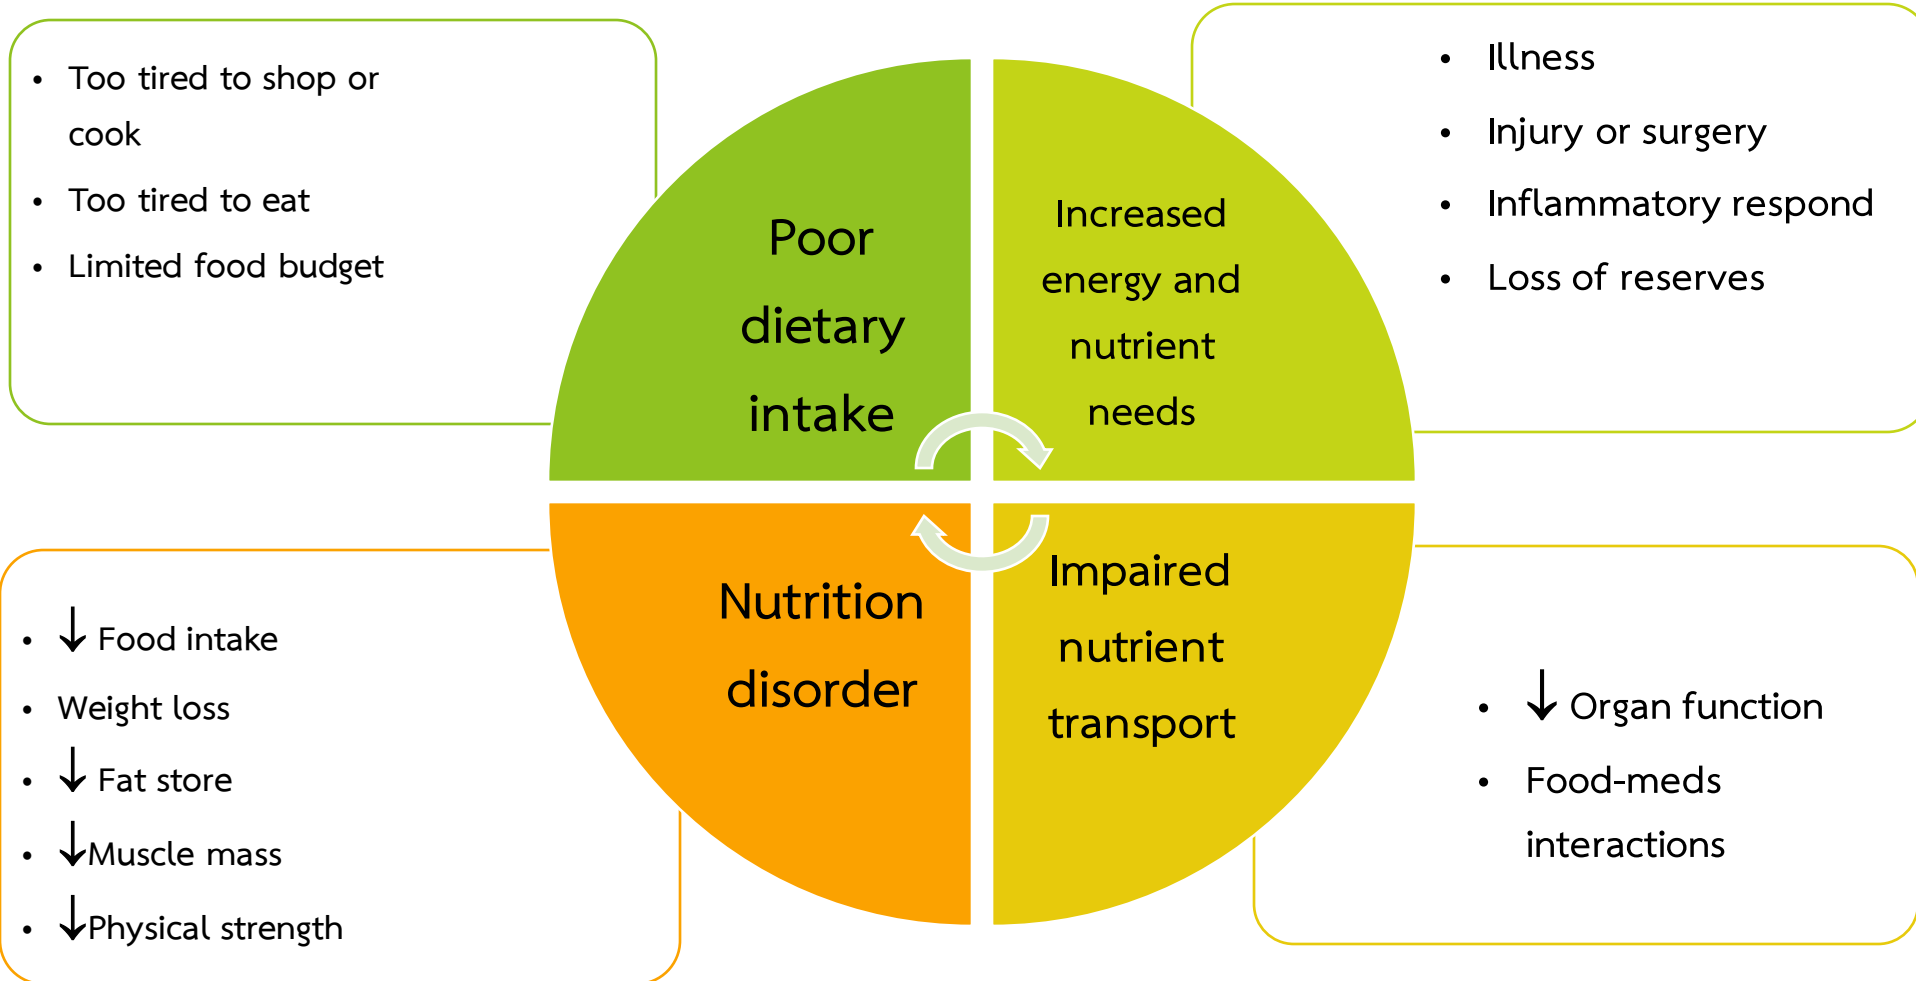 • Too tired to shop or
cook
• Too tired to eat
• Limited food budget
Poor
dietary
intake
Increased
energy and
nutrient
needs
• Illness
• Injury or surgery
• Inflammatory respond
• Loss of reserves
• ↓ Food intake
• Weight loss
• ↓ Fat store
• ↓Muscle mass
• ↓Physical strength
Nutrition
disorder
Impaired
nutrient
transport
• ↓ Organ function
• Food-meds
interactions